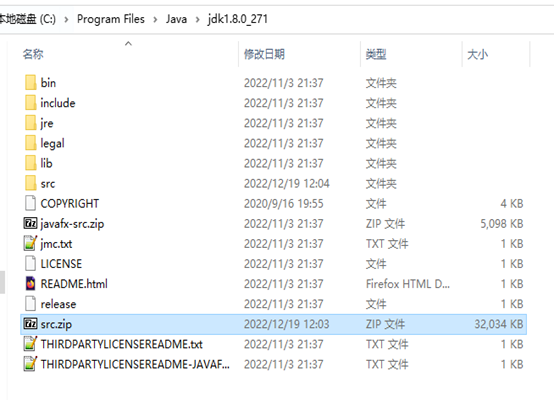 本地磁盘 (C:) > Program Files > Java > jdk1.8.0_271
名称 修改日期 类型 大小
bin 2022/11/3 21:37 文件夹
include 2022/11/3 21:37 文件夹
jre 2022/11/3 21:37 文件夹
legal 2022/11/3 21:37 文件夹
lib 2022/11/3 21:37 文件夹
src 2022/12/19 12:04 文件夹
COPYRIGHT 2020/9/16 19:55 文件 4 KB
javafx-src.zip 2022/11/3 21:37 ZIP 文件 5,098 KB
jmc.txt 2022/11/3 21:37 TXT 文件 1 KB
LICENSE 2022/11/3 21:37 文件 1 KB
README.html 2022/11/3 21:37 Firefox HTML D... 1 KB
release 2022/11/3 21:37 文件 1 KB
src.zip 2022/12/19 12:03 ZIP 文件 32,034 KB
THIRDPARTYLICENSEREADME.txt 2022/11/3 21:37 TXT 文件 1 KB
THIRDPARTYLICENSEREADME-JAVAF... 2022/11/3 21:37 TXT 文件 1 KB